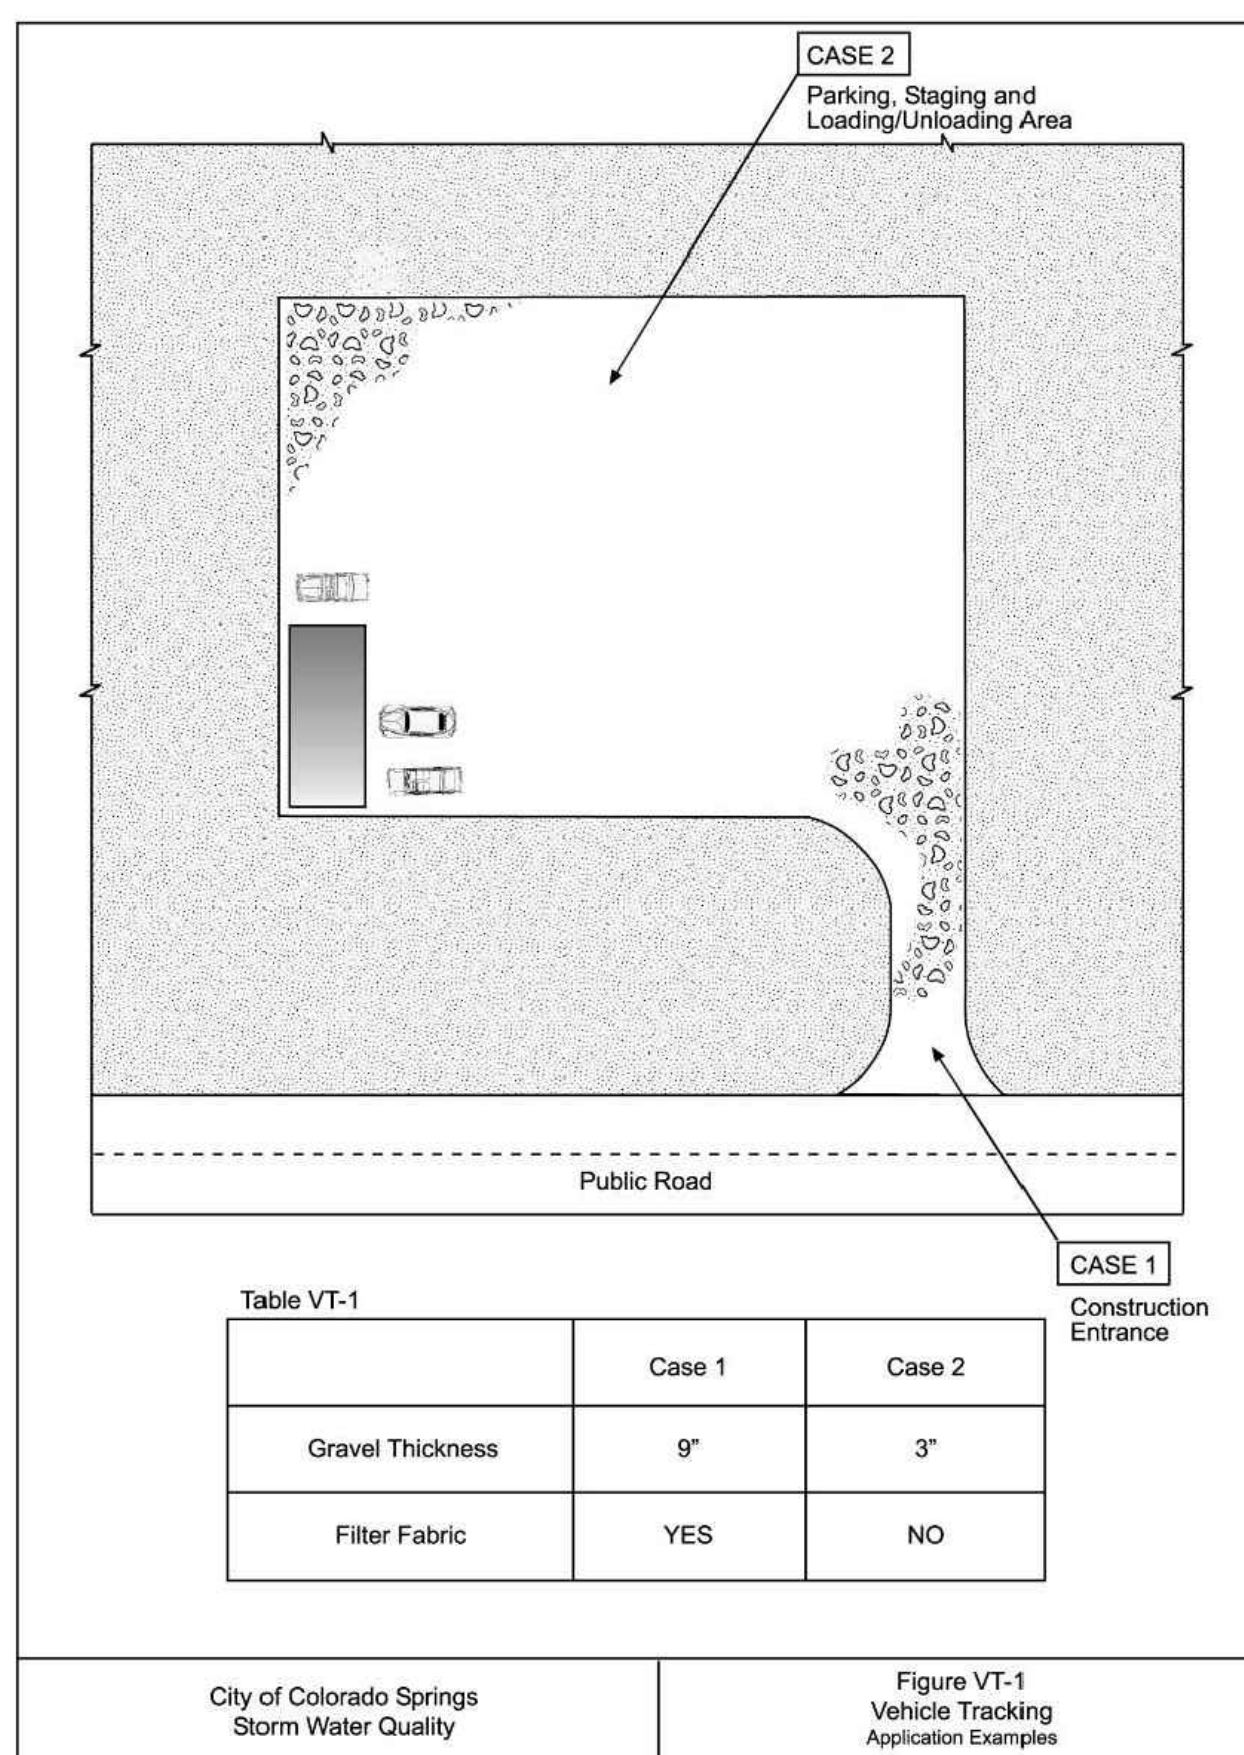 CASE 2
Parking, Staging and
Loading/Unloading Area
Public Road
CASE 1
Construction
Entrance
Table VT-1
Case 1 Case 2
Gravel Thickness 9” 3”
Filter Fabric YES NO
City of Colorado Springs
Storm Water Quality
Figure VT-1
Vehicle Tracking
Application Examples